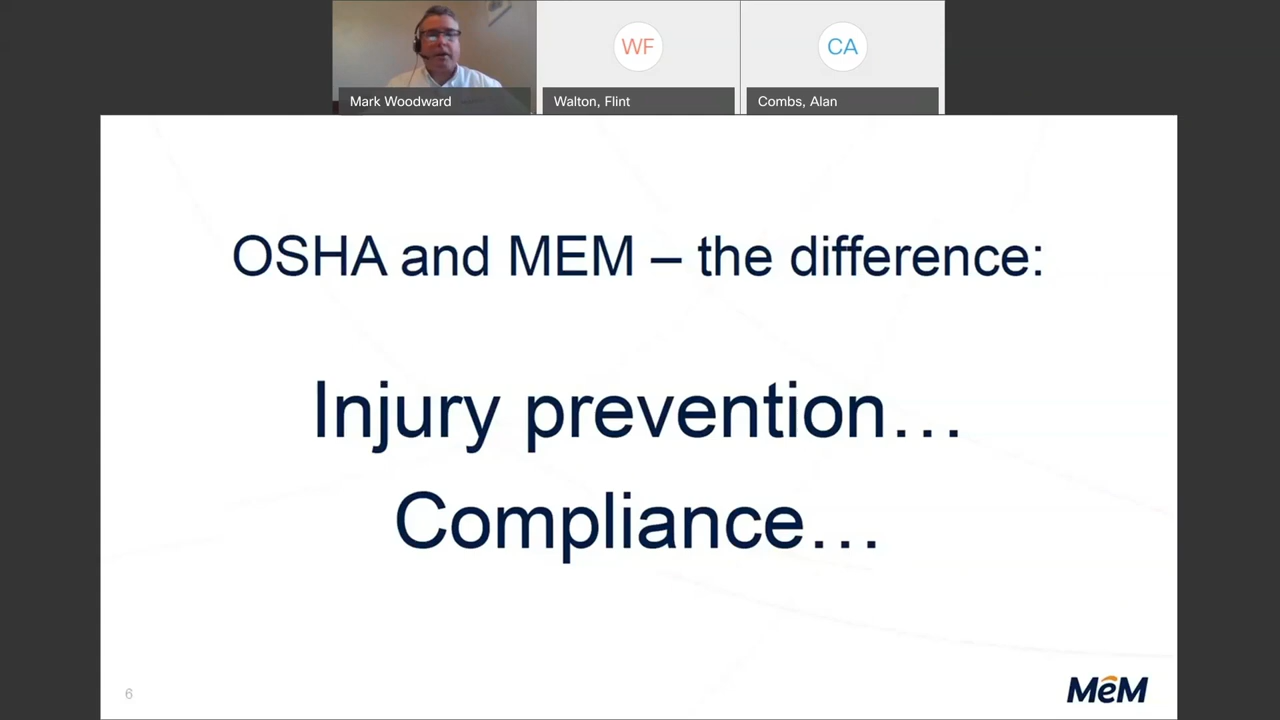 WF
CA
Mark Woodward
Walton, Flint
Combs, Alan
OSHA and MEM – the difference:
Injury prevention…
Compliance…
6
MEM